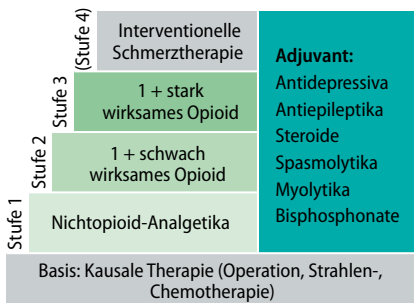 (Stufe 4)
Interventionelle
Schmerztherapie
Stufe 3
1 + stark
wirksames Opioid
Stufe 2
1 + schwach
wirksames Opioid
Stufe 1
Nichtopioid-Analgetika
Adjuvant:
Antidepressiva
Antiepileptika
Steroide
Spasmolytika
Myolytika
Bisphosphonate
Basis: Kausale Therapie (Operation, Strahlen-,
Chemotherapie)